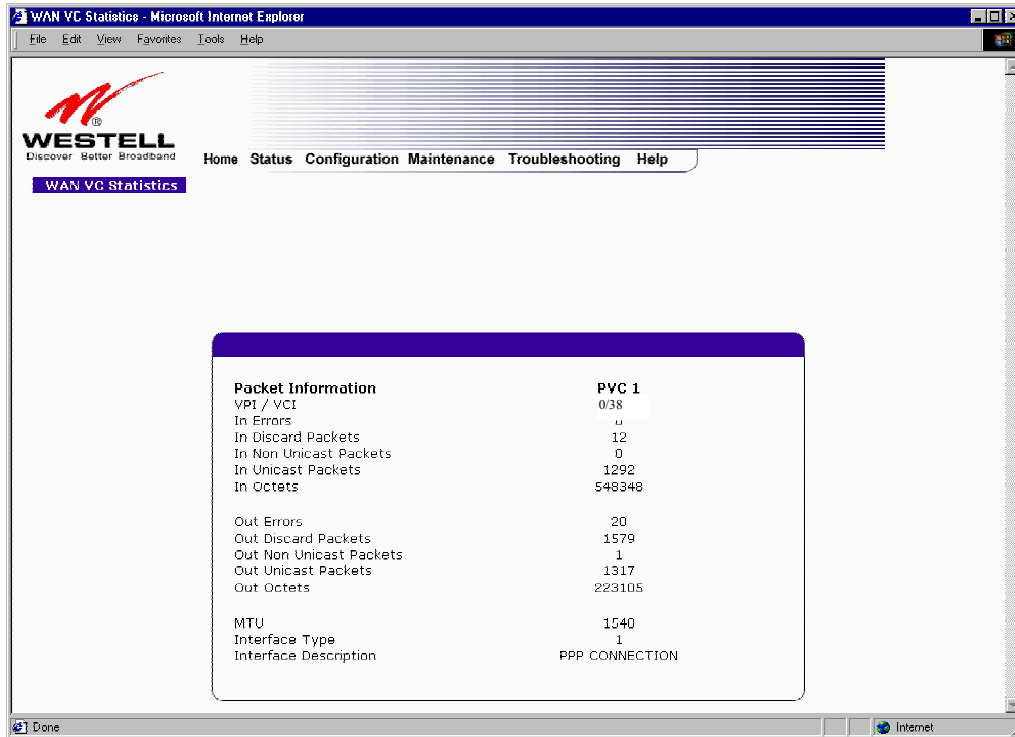 WAN VC Statistics - Microsoft Internet Explorer
File Edit View Favorites Tools Help
®
WESTELL
Discover Better Broadband
Home Status Configuration Maintenance Troubleshooting Help
WAN VC Statistics
Packet Information PVC 1
VPI / VCI 0/38
In Errors
In Discard Packets 12
In Non Unicast Packets 0
In Unicast Packets 1292
In Octets 548348
Out Errors 20
Out Discard Packets 1579
Out Non Unicast Packets 1
Out Unicast Packets 1317
Out Octets 223105
MTU 1540
Interface Type 1
Interface Description PPP CONNECTION
Done Internet